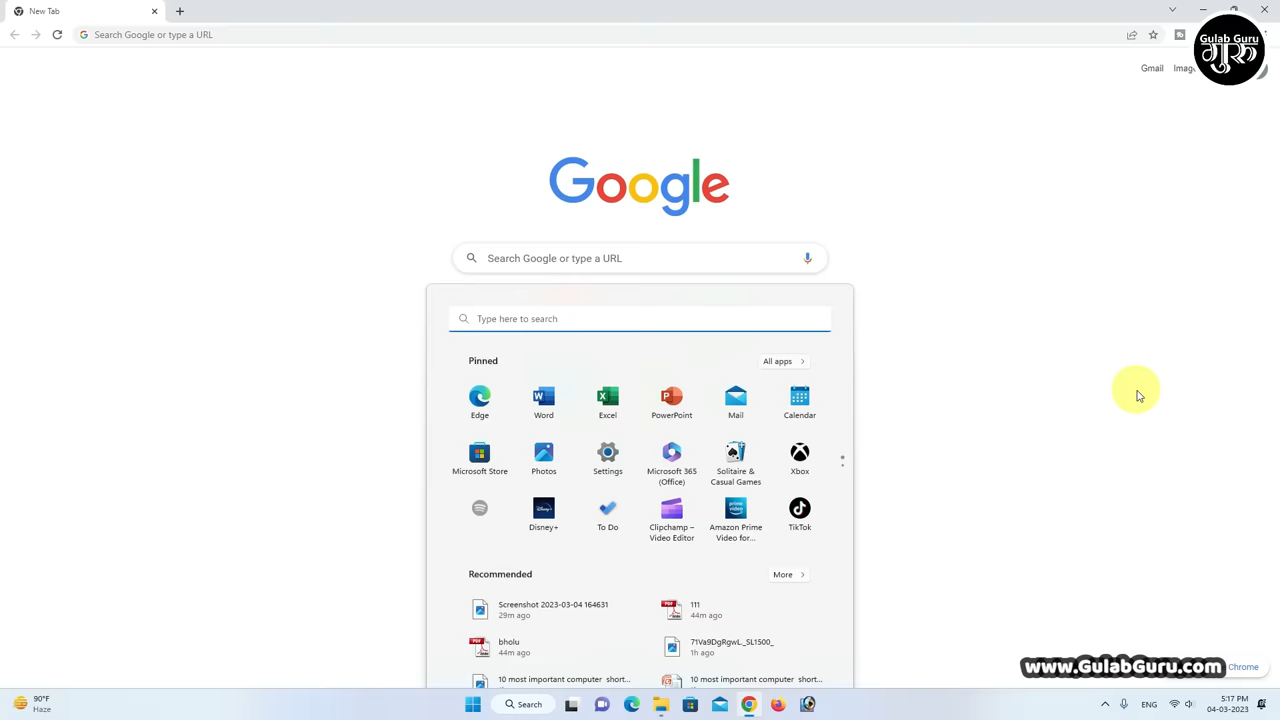 New Tab
Search Google or type a URL
Gulab Guru
गुरु
Gmail
Google
Search Google or type a URL
Type here to search
Pinned
All apps
Edge
Word
Excel
PowerPoint
Mail
Calendar
Microsoft Store
Photos
Settings
Microsoft 365
(Office)
Solitaire &
Casual Games
Xbox
Disney+
To Do
Clipchamp –
Video Editor
Amazon Prime
Video for...
TikTok
Recommended
More
Screenshot 2023-03-04 164631
29m ago
111
44m ago
bholu
44m ago
71Va9DgRgwL._SL1500_
1h ago
10 most important computer short...
10 most important computer short...
www.GulabGuru.com
Chrome
90°F
Haze
Search
ENG
5:17 PM
04-03-2023